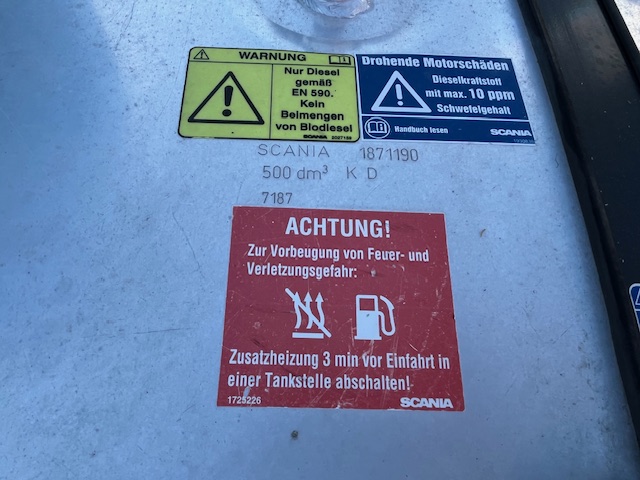 WARNUNG
Nur Diesel
gemäß
EN 590.
Kein
Beimengen
von Biodiesel
SCANIA
Drohende Motorschäden
Dieselkraftstoff
mit max. 10 ppm
Schwefelgehalt
Handbuch lesen
SCANIA
SCANIA 1871190
500 dm³ K D
7187
ACHTUNG!
Zur Vorbeugung von Feuer- und
Verletzungsgefahr:
Zusatzheizung 3 min vor Einfahrt in
einer Tankstelle abschalten!
1725226 SCANIA